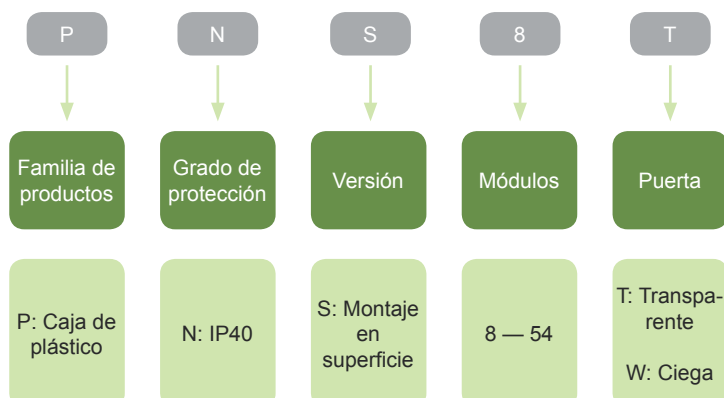 P
N
S
8
T
Familia de
productos
Grado de
protección
Versión
Módulos
Puerta
P: Caja de
plástico
N: IP40
S: Montaje
en
superficie
8 — 54
T: Transpa-
rente
W: Ciega